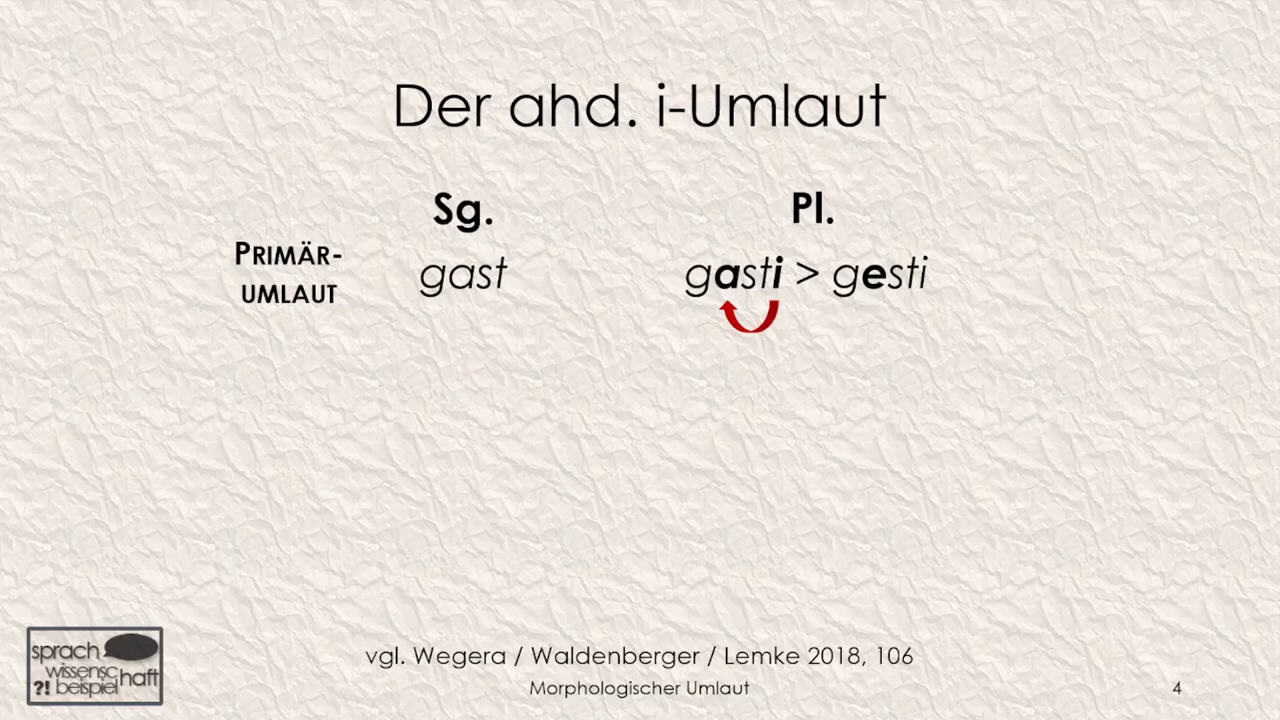 Der ahd. i-Umlaut
Sg. Pl.
PRIMÄR-
UMLAUT
gast gasti > gesti
sprach
wissensc
haft
?! beispiel
vgl. Wegera / Waldenberger / Lemke 2018, 106
Morphologischer Umlaut 4